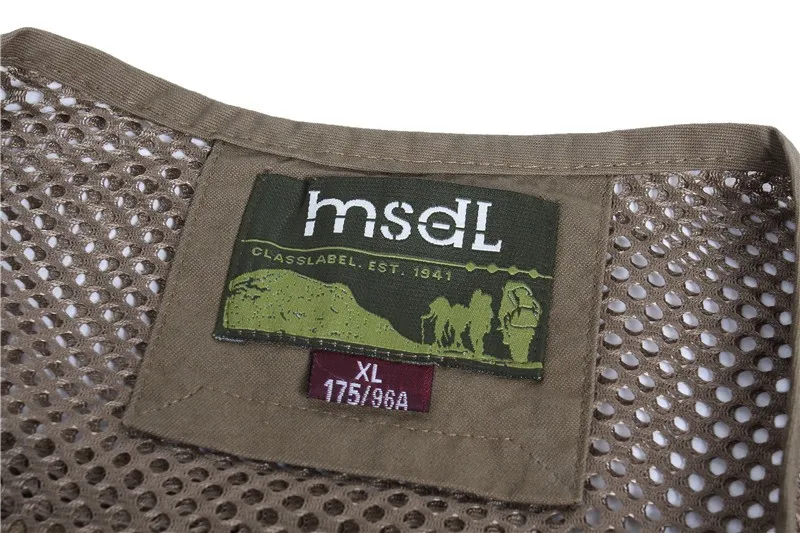 msdL
CLASSLABEL. EST. 1941
XL
175/96A